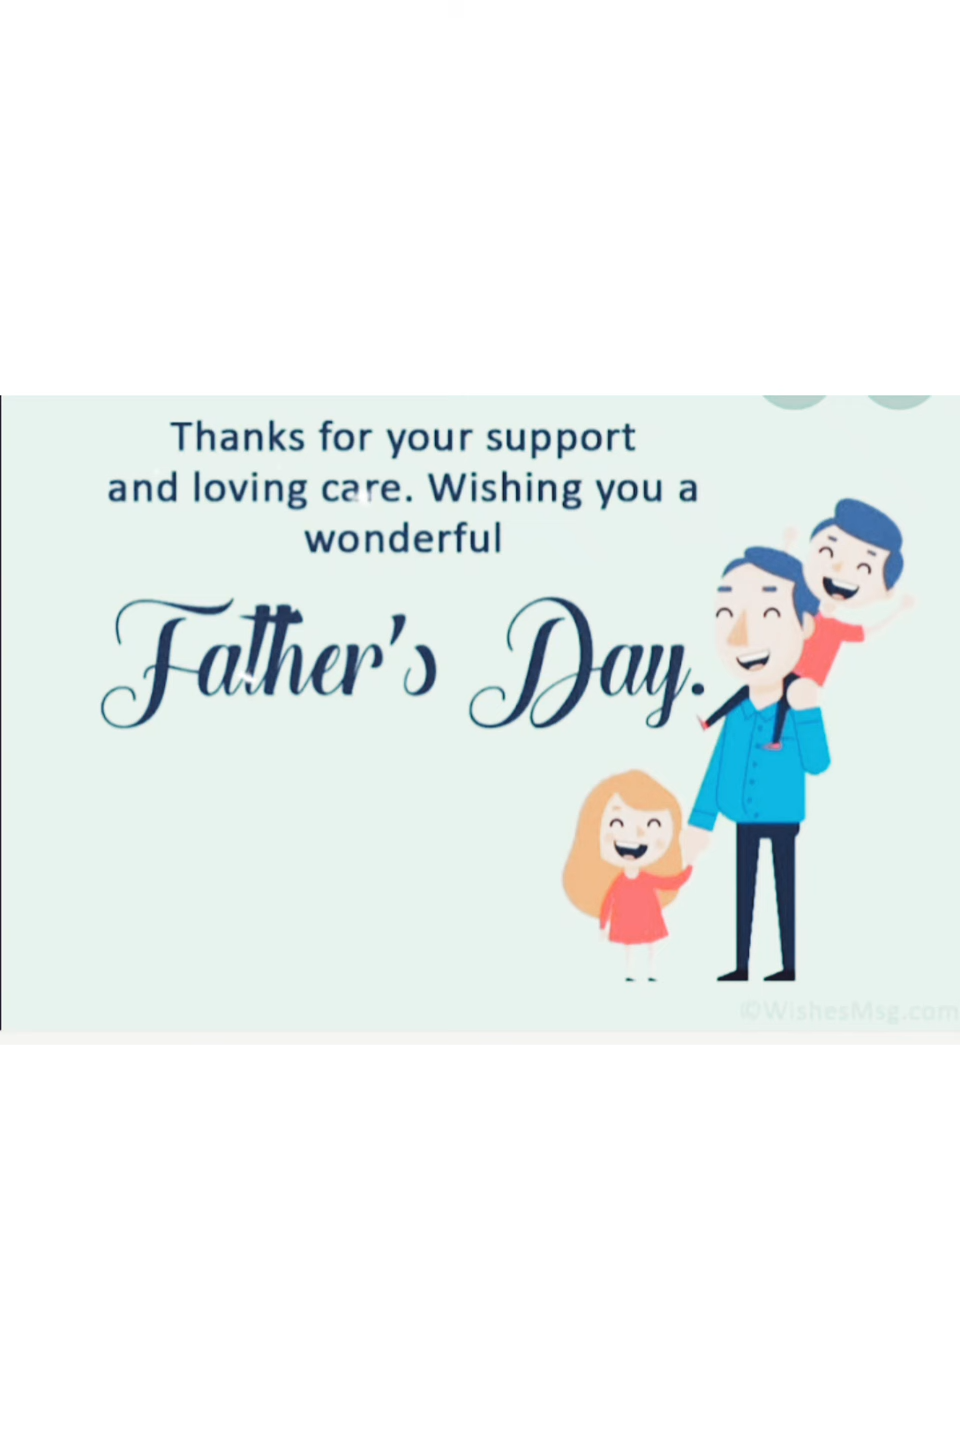 Thanks for your support
and loving care. Wishing you a
wonderful
Father's Day.
©WishesMsg.com